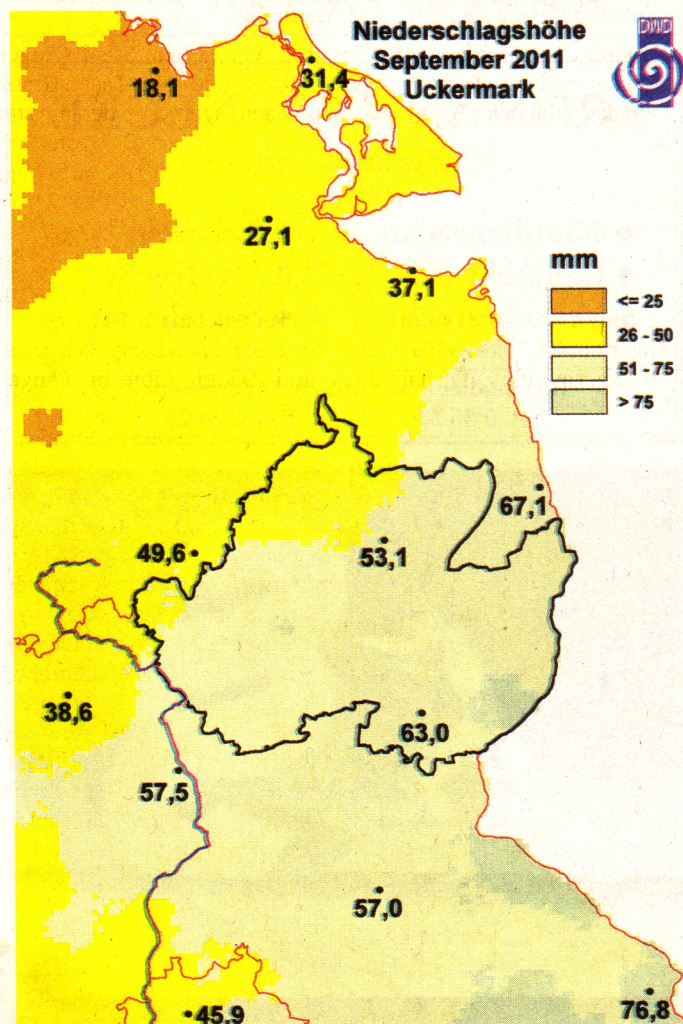 Niederschlagshöhe
September 2011
Uckermark
DWD
18,1
31,4
27,1
37,1
mm
<= 25
26 - 50
51 - 75
> 75
67,1
49,6
53,1
38,6
63,0
57,5
57,0
76,8
45,9